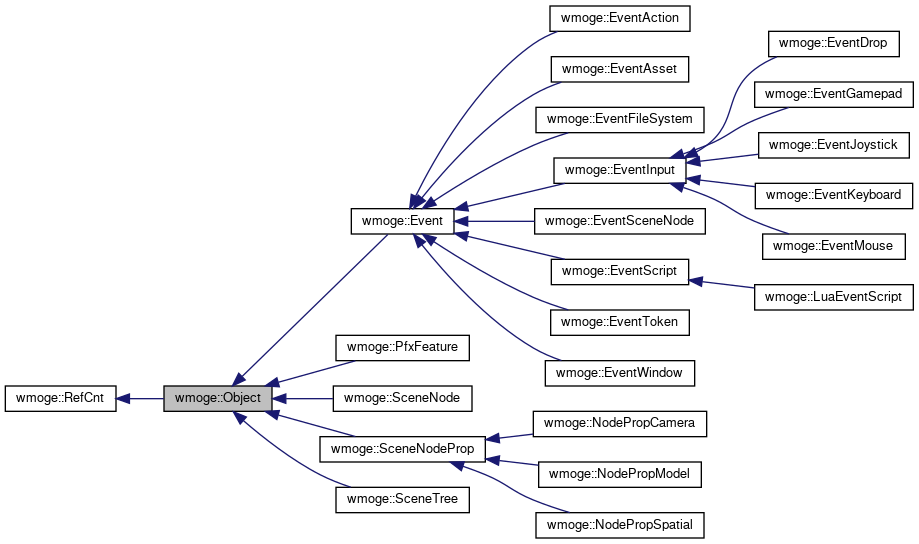 wmoge::EventAction
wmoge::EventDrop
wmoge::EventAsset
wmoge::EventGamepad
wmoge::EventFileSystem
wmoge::EventJoystick
wmoge::EventInput
wmoge::EventKeyboard
wmoge::Event
wmoge::EventSceneNode
wmoge::EventMouse
wmoge::EventScript
wmoge::LuaEventScript
wmoge::EventToken
wmoge::PfxFeature
wmoge::EventWindow
wmoge::RefCnt
wmoge::Object
wmoge::SceneNode
wmoge::NodePropCamera
wmoge::SceneNodeProp
wmoge::NodePropModel
wmoge::SceneTree
wmoge::NodePropSpatial